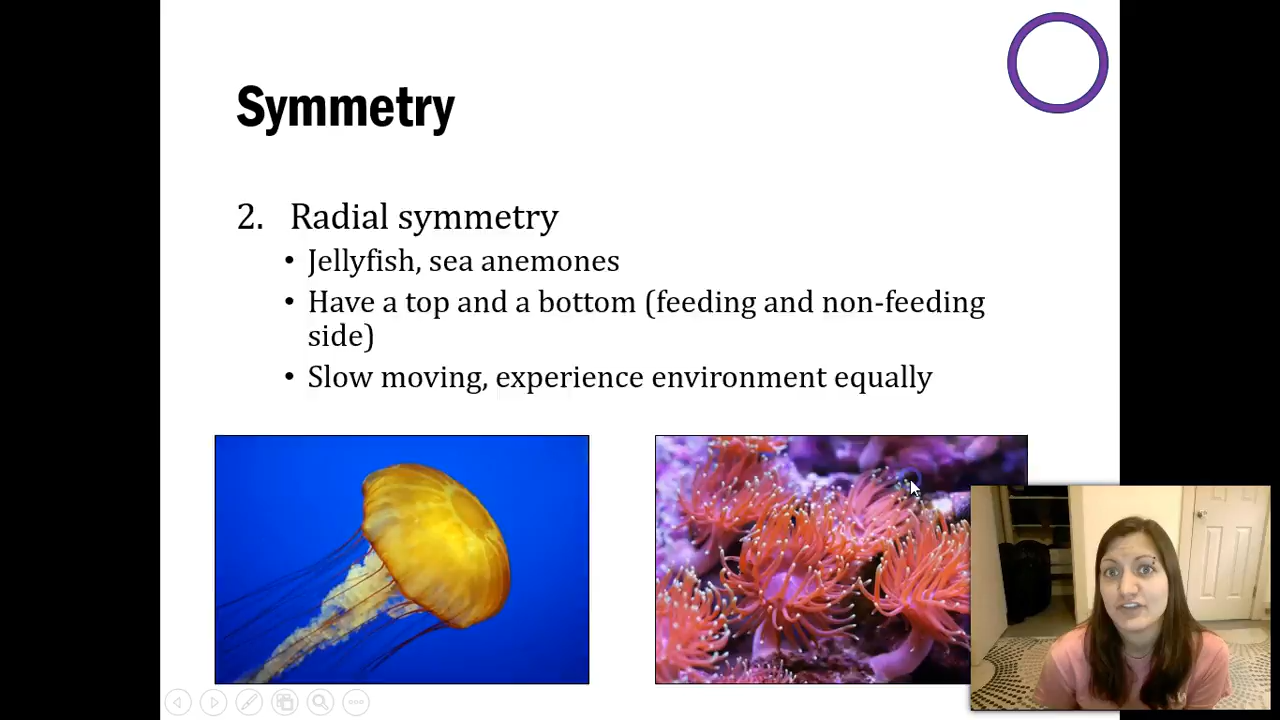 Symmetry
2. Radial symmetry
• Jellyfish, sea anemones
• Have a top and a bottom (feeding and non-feeding
side)
• Slow moving, experience environment equally